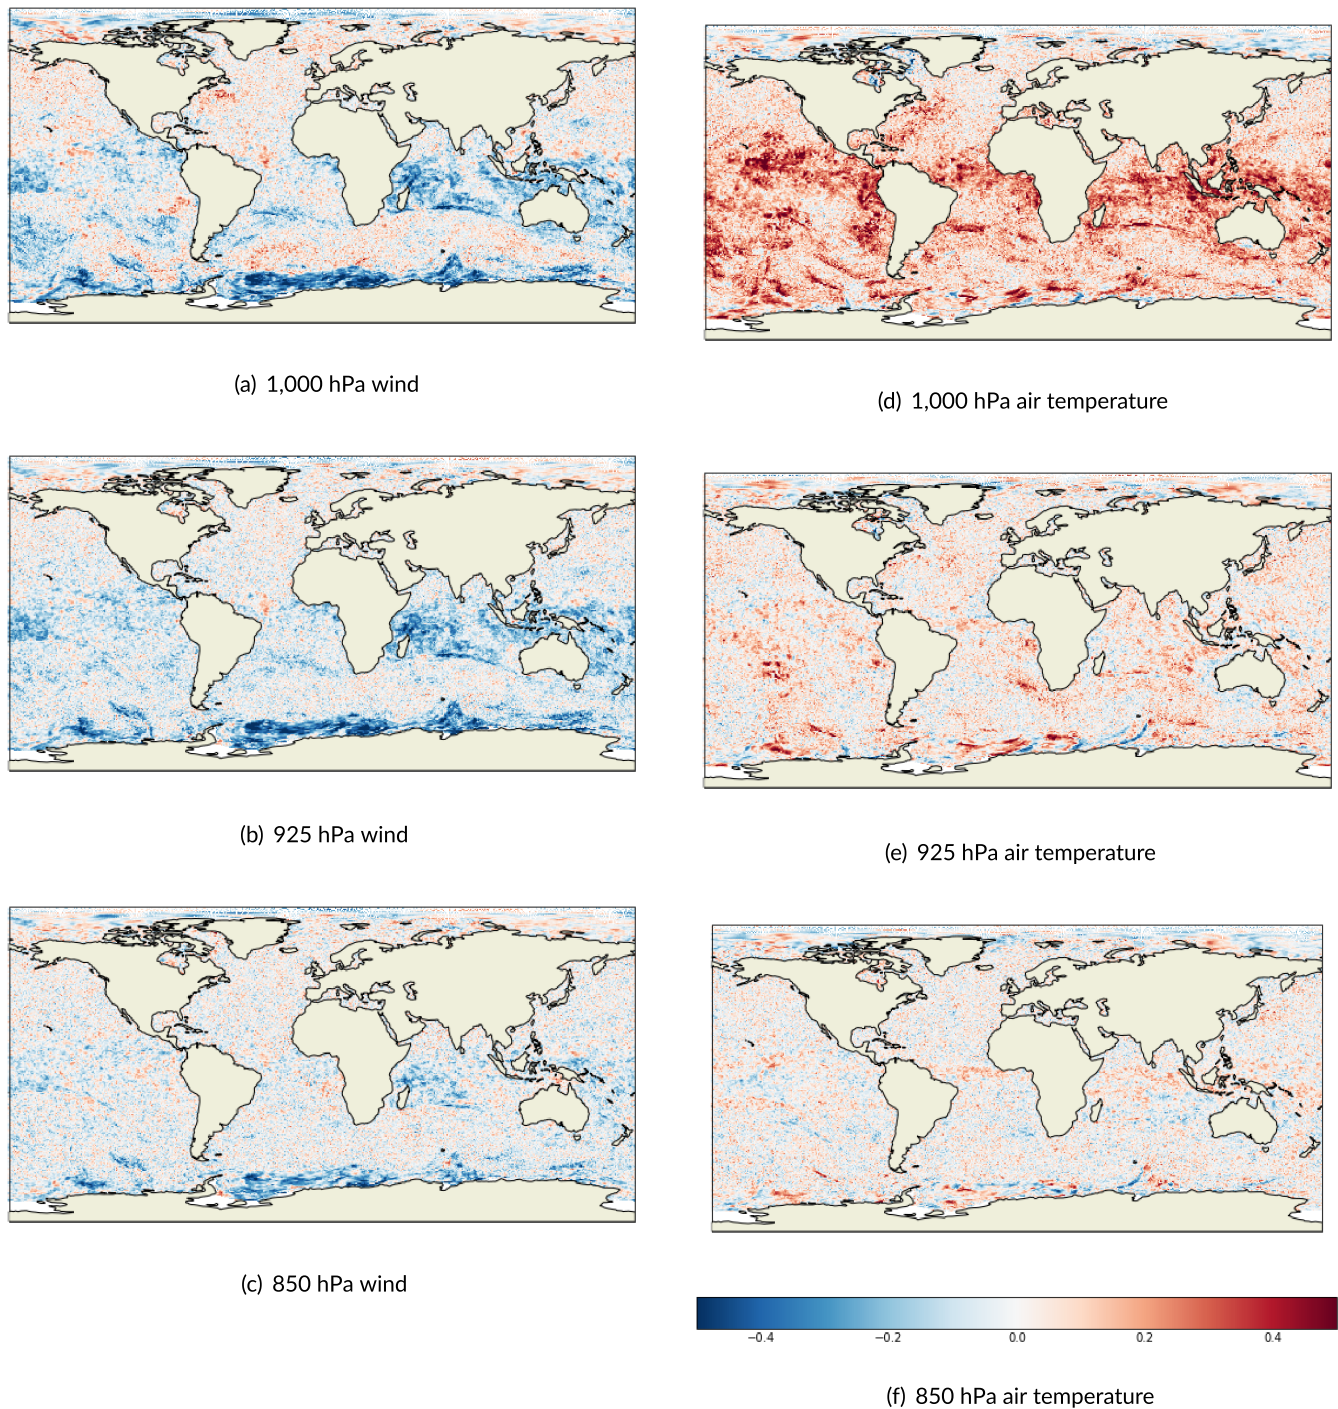 (a) 1,000 hPa wind
(d) 1,000 hPa air temperature
(b) 925 hPa wind
(e) 925 hPa air temperature
(c) 850 hPa wind
−0.4 −0.2 0.0 0.2 0.4
(f) 850 hPa air temperature